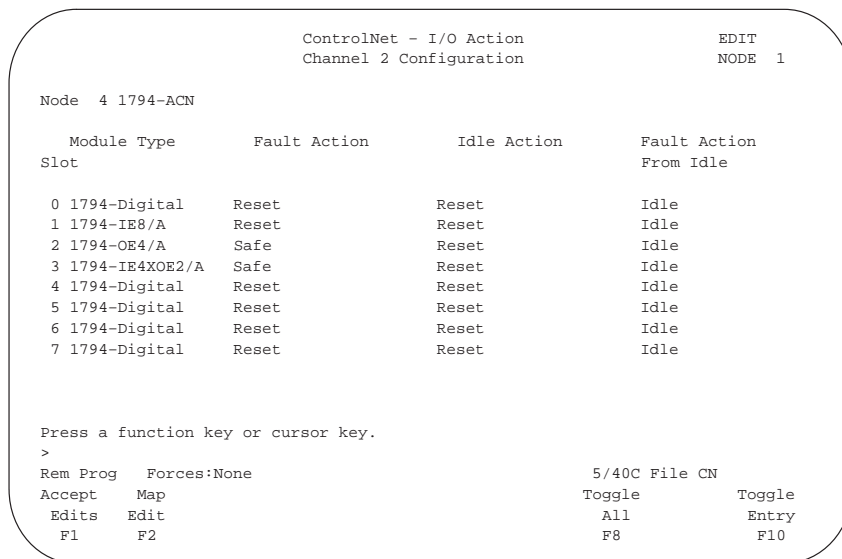 ControlNet - I/O Action EDIT
Channel 2 Configuration NODE 1
Node 4 1794-ACN
Module Type Fault Action Idle Action Fault Action
Slot From Idle
0 1794-Digital Reset Reset Idle
1 1794-IE8/A Reset Reset Idle
2 1794-OE4/A Safe Reset Idle
3 1794-IE4XOE2/A Safe Reset Idle
4 1794-Digital Reset Reset Idle
5 1794-Digital Reset Reset Idle
6 1794-Digital Reset Reset Idle
7 1794-Digital Reset Reset Idle
Press a function key or cursor key.
>
Rem Prog Forces:None 5/40C File CN
Accept Map Toggle Toggle
Edits Edit All Entry
F1 F2 F8 F10